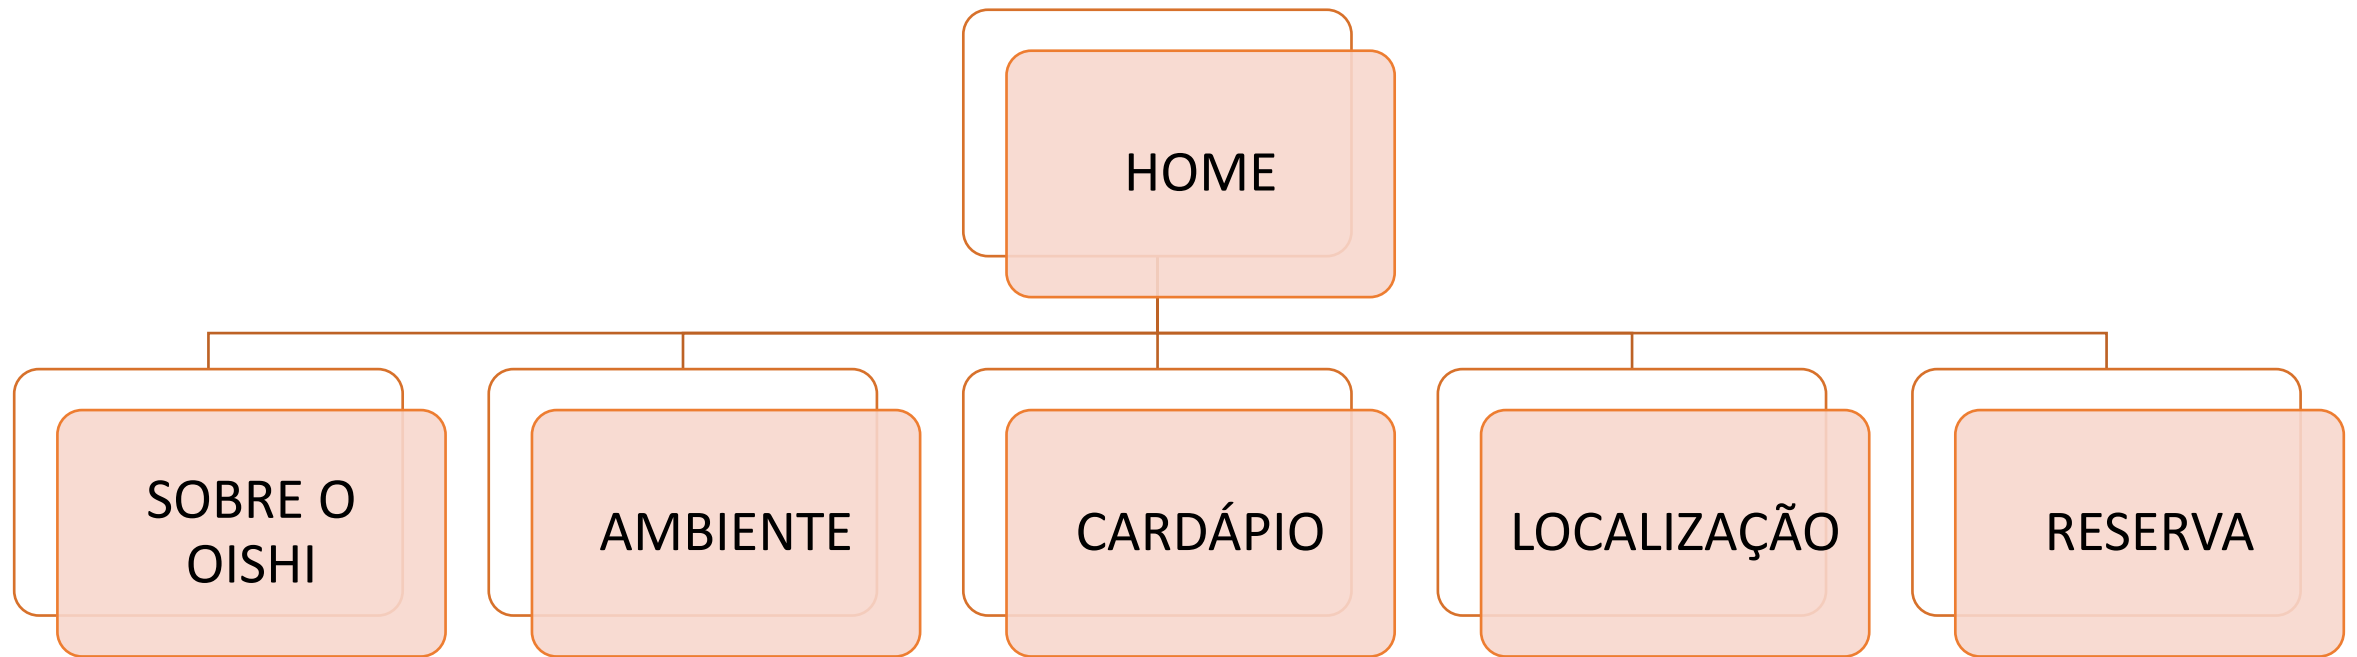 HOME
SOBRE O
OISHI
AMBIENTE
CARDÁPIO
LOCALIZAÇÃO
RESERVA